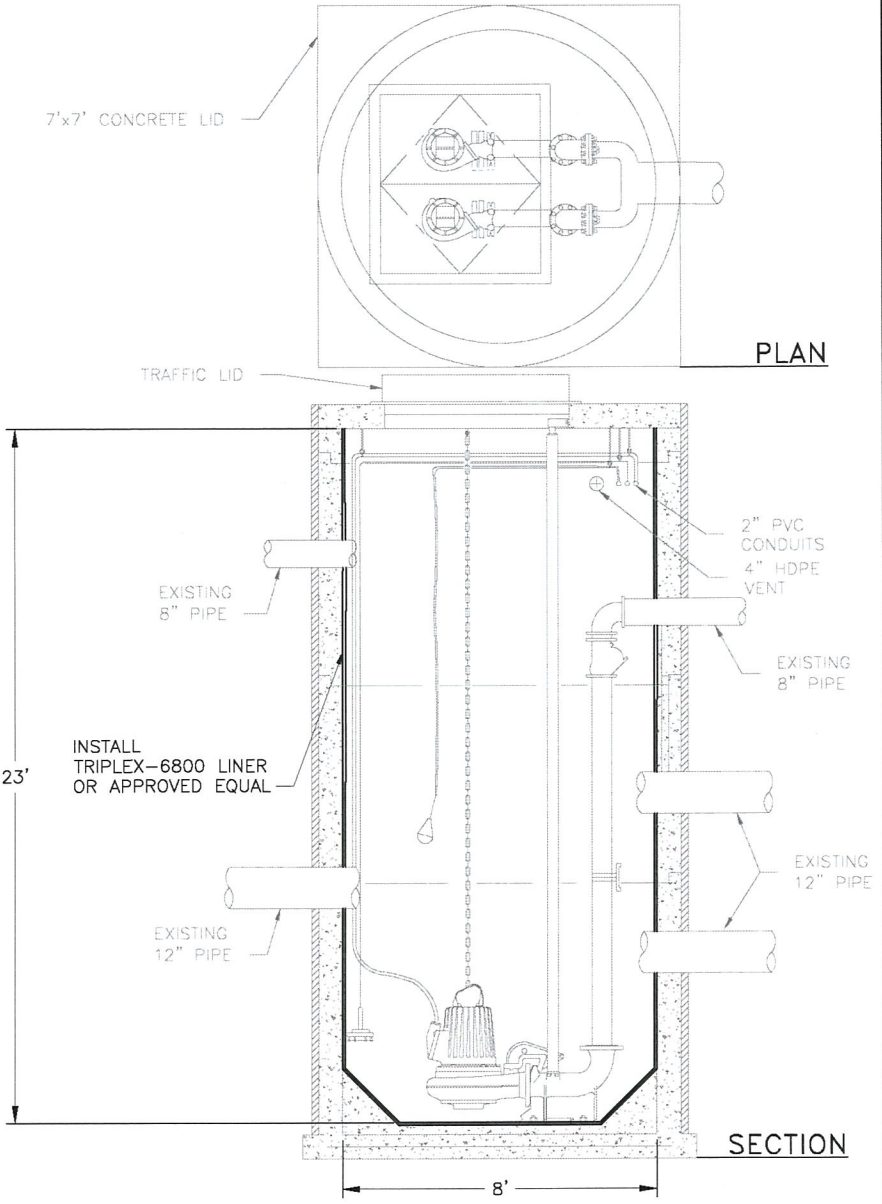 7'x7' CONCRETE LID
PLAN
TRAFFIC LID
2" PVC
CONDUITS
4" HDPE
VENT
EXISTING
8" PIPE
EXISTING
8" PIPE
INSTALL
TRIPLEX-6800 LINER
OR APPROVED EQUAL
23'
EXISTING
12" PIPE
EXISTING
12" PIPE
SECTION
8'